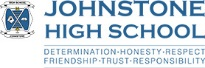 JOHNSTONE
HIGH SCHOOL
DETERMINATION·HONESTY·RESPECT
FRIENDSHIP·TRUST·RESPONSIBILITY